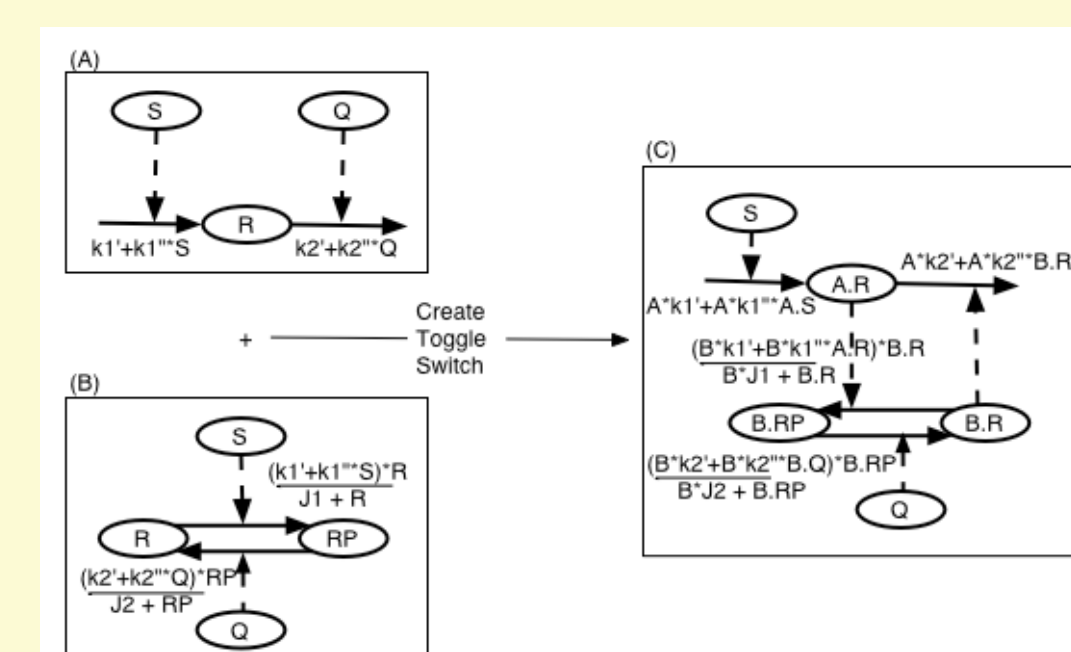 (A)
S
Q
R
k1'+k1"*S
k2'+k2"*Q
+
Create
Toggle
Switch
(B)
S
(k1'+k1"*S)*R
J1 + R
R
RP
(k2'+k2"*Q)*RP
J2 + RP
Q
(C)
S
A.R
A*k2'+A*k2"*B.R
A*k1'+A*k1"*A.S
(B*k1'+B*k1"*A.R)*B.R
B*J1 + B.R
B.RP
B.R
(B*k2'+B*k2"*B.Q)*B.RP
B*J2 + B.RP
Q